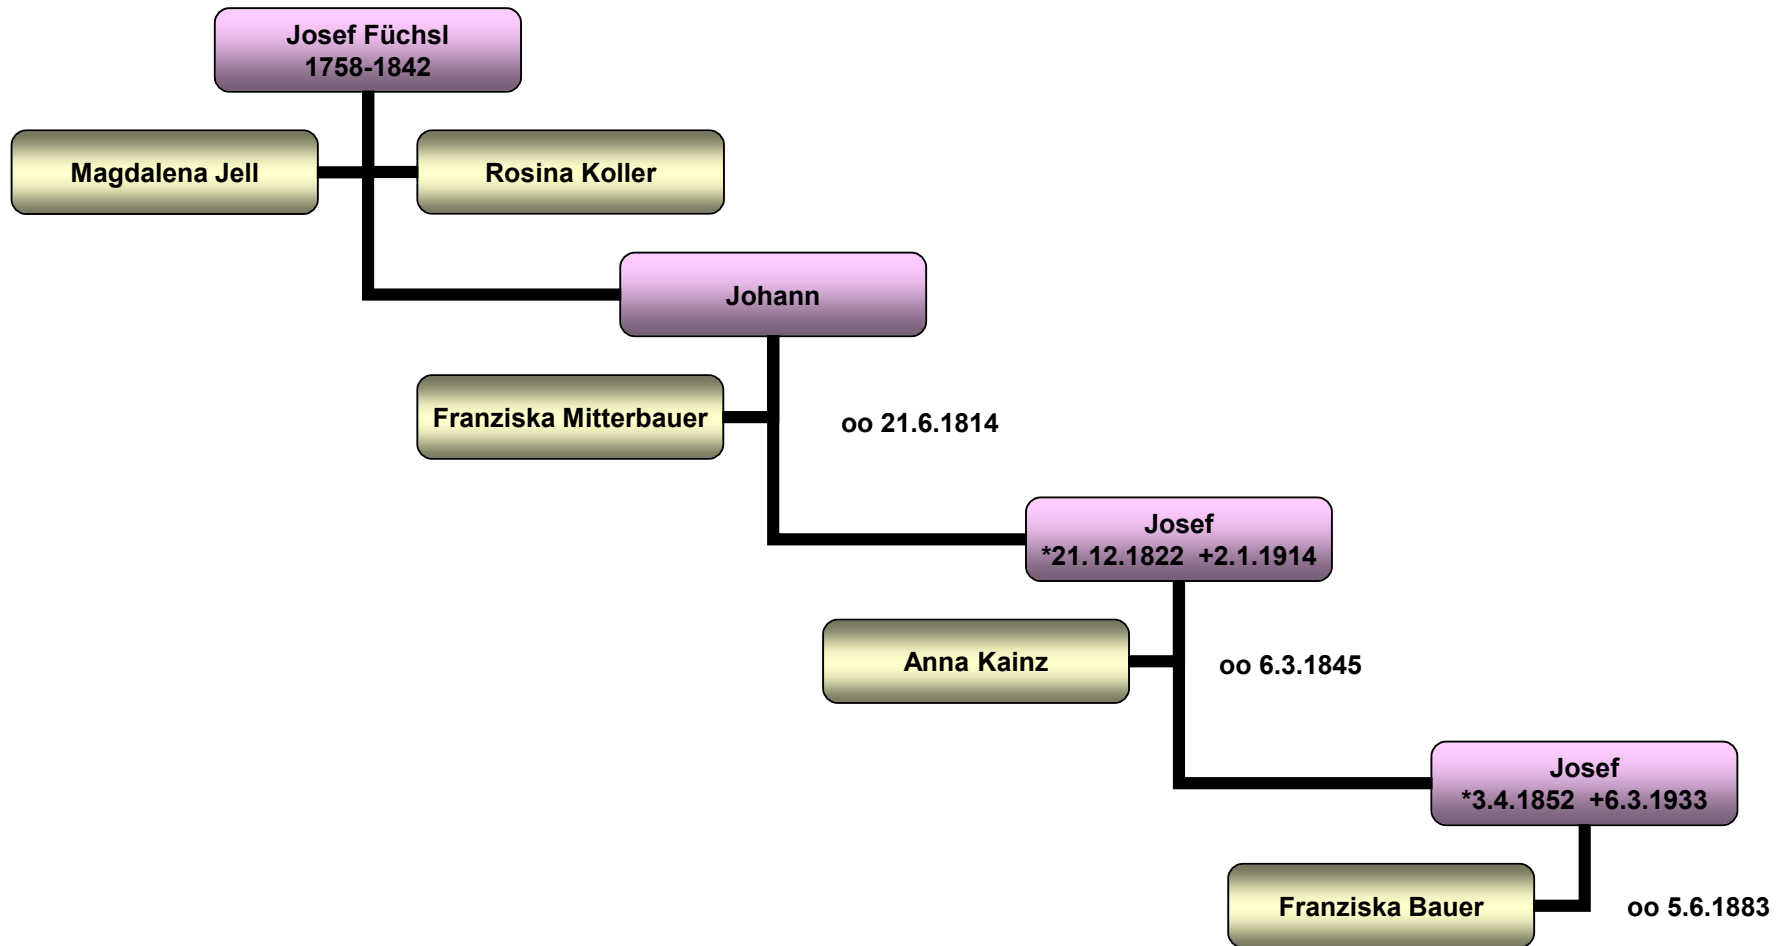 Josef Füchsl
1758-1842
Magdalena Jell
Rosina Koller
Johann
Franziska Mitterbauer
oo 21.6.1814
Josef
*21.12.1822 +2.1.1914
Anna Kainz
oo 6.3.1845
Josef
*3.4.1852 +6.3.1933
Franziska Bauer
oo 5.6.1883